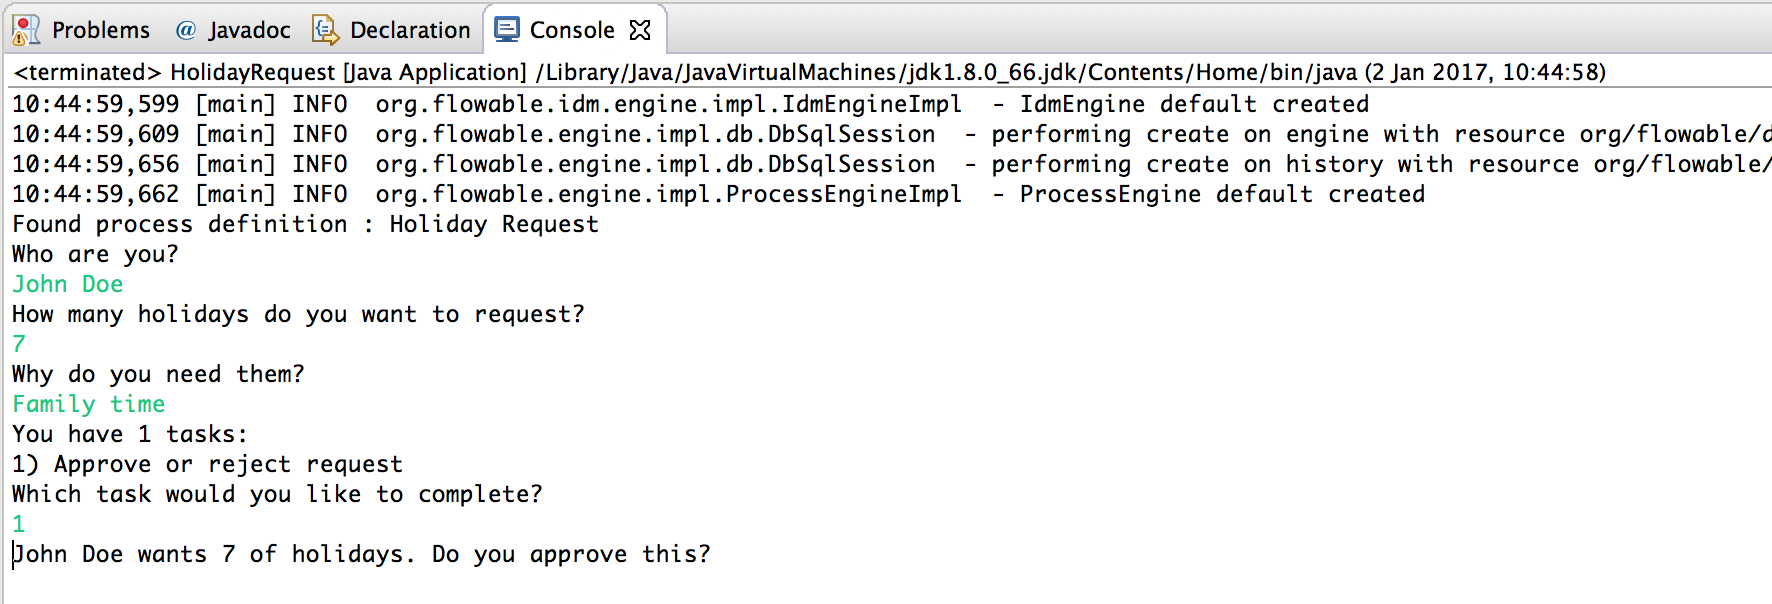 Problems @ Javadoc Declaration Console
<terminated> HolidayRequest [Java Application] /Library/Java/JavaVirtualMachines/jdk1.8.0_66.jdk/Contents/Home/bin/java (2 Jan 2017, 10:44:58)
10:44:59,599 [main] INFO  org.flowable.idm.engine.impl.IdmEngineImpl  - IdmEngine default created
10:44:59,609 [main] INFO  org.flowable.engine.impl.db.DbSqlSession  - performing create on engine with resource org/flowable/d
10:44:59,656 [main] INFO  org.flowable.engine.impl.db.DbSqlSession  - performing create on history with resource org/flowable/
10:44:59,662 [main] INFO  org.flowable.engine.impl.ProcessEngineImpl  - ProcessEngine default created
Found process definition : Holiday Request
Who are you?
John Doe
How many holidays do you want to request?
7
Why do you need them?
Family time
You have 1 tasks:
1) Approve or reject request
Which task would you like to complete?
1
John Doe wants 7 of holidays. Do you approve this?